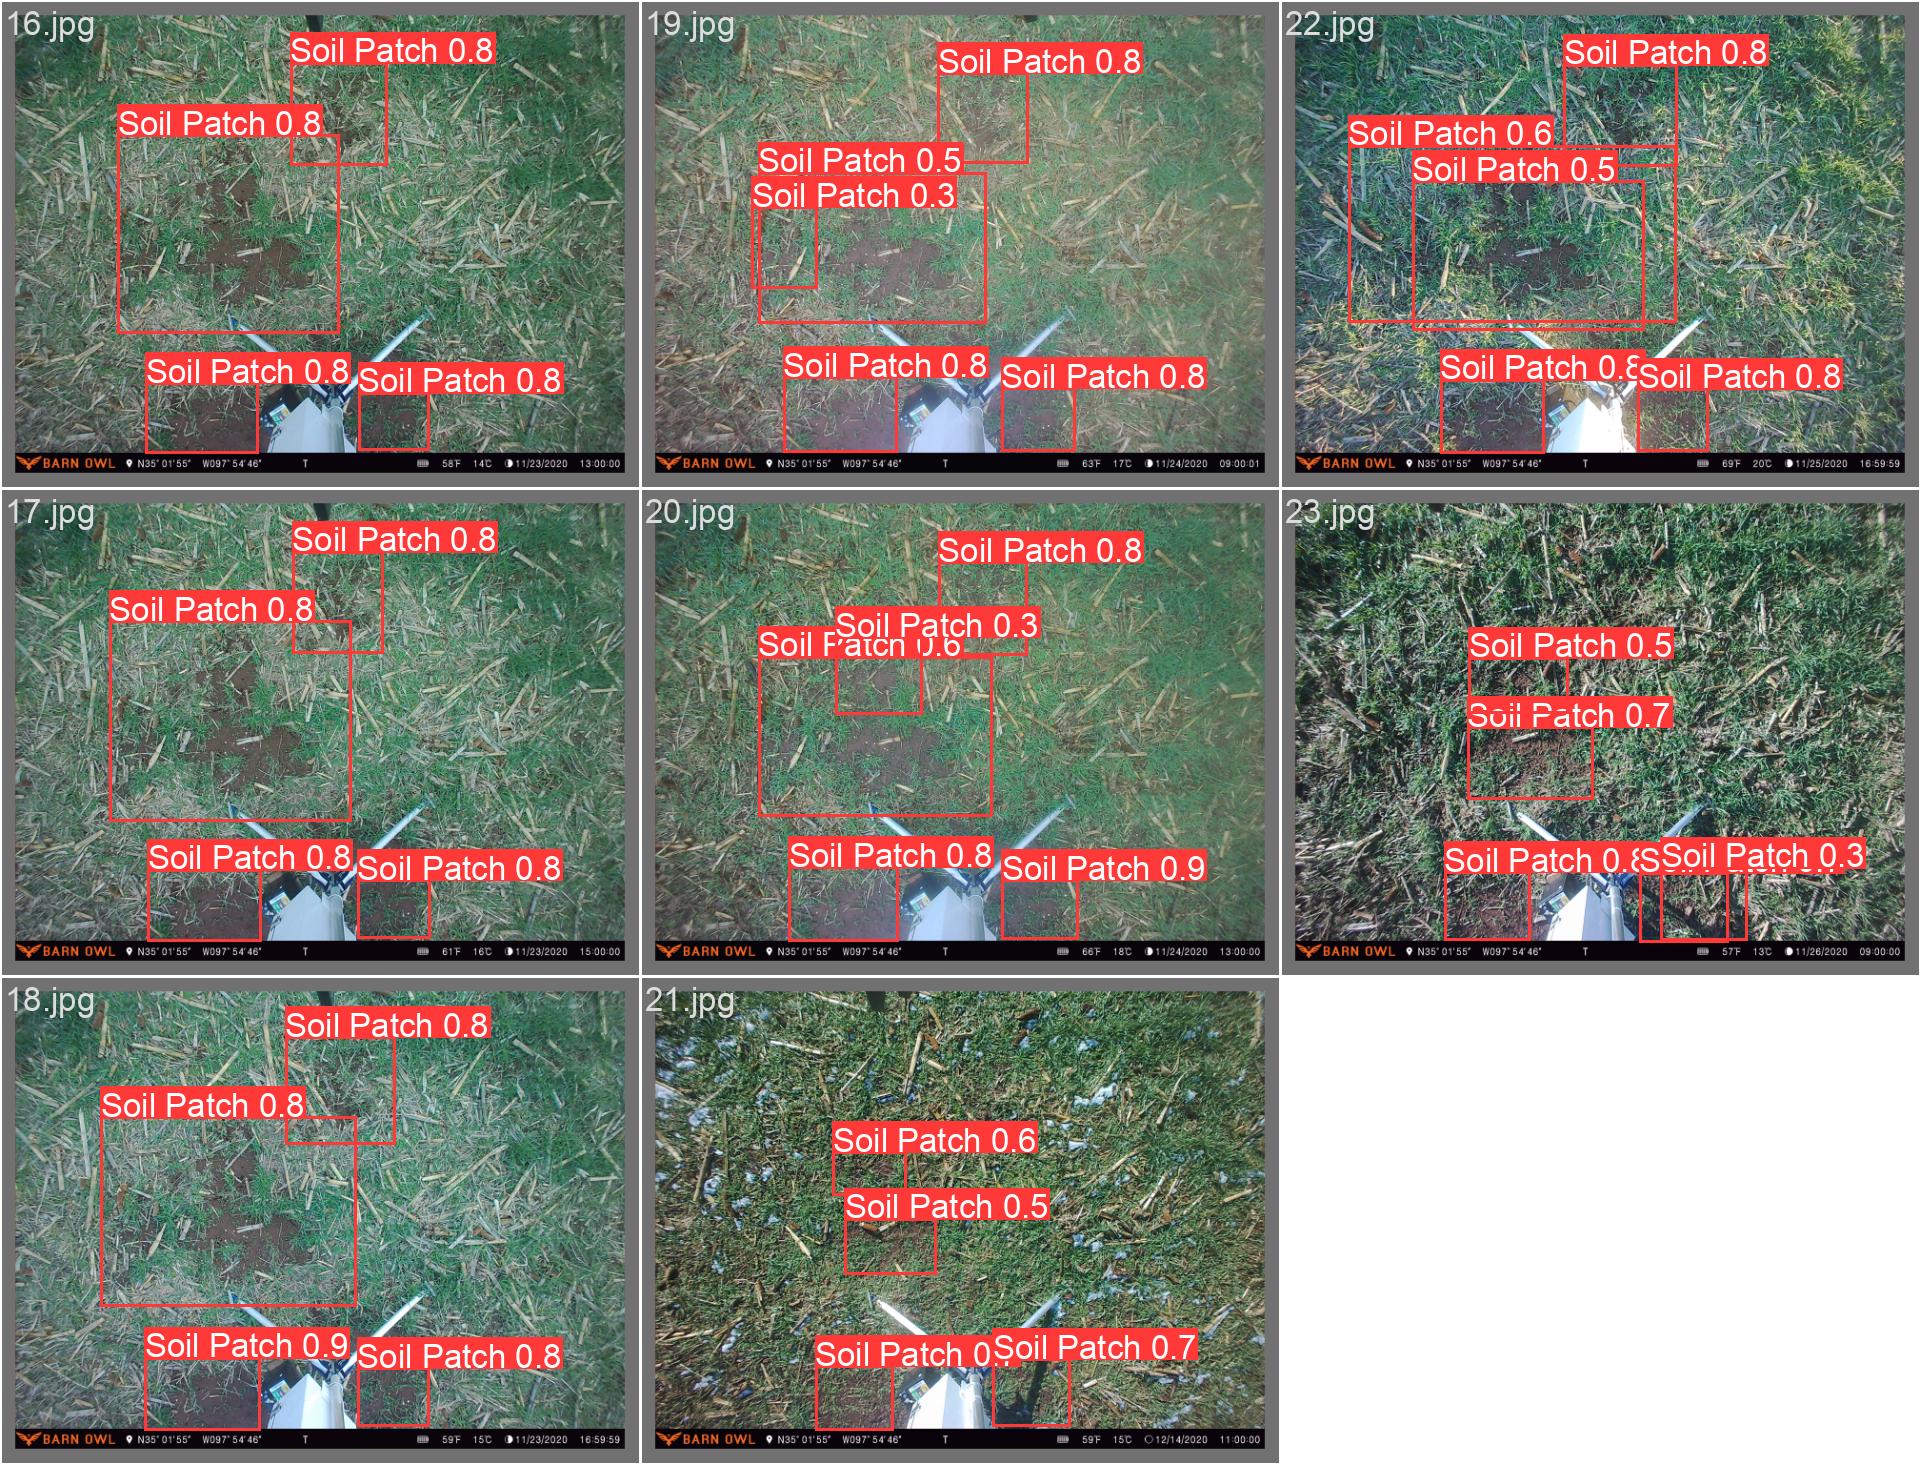 16.jpg
Soil Patch 0.8
Soil Patch 0.8
Soil Patch 0.8
Soil Patch 0.8
BARN OWL N35°01'55" W097°54'46" T 58°F 14°C 11/23/2020 13:00:00
19.jpg
Soil Patch 0.8
Soil Patch 0.5
Soil Patch 0.3
Soil Patch 0.8
Soil Patch 0.8
BARN OWL N35°01'55" W097°54'46" T 63°F 17°C 11/24/2020 09:00:01
22.jpg
Soil Patch 0.8
Soil Patch 0.6
Soil Patch 0.5
Soil Patch 0.8
Soil Patch 0.8
BARN OWL N35°01'55" W097°54'46" T 69°F 20°C 11/25/2020 16:59:59
17.jpg
Soil Patch 0.8
Soil Patch 0.8
Soil Patch 0.8
Soil Patch 0.8
BARN OWL N35°01'55" W097°54'46" T 61°F 16°C 11/23/2020 15:00:00
20.jpg
Soil Patch 0.8
Soil Patch 0.3
Soil Patch 0.6
Soil Patch 0.8
Soil Patch 0.9
BARN OWL N35°01'55" W097°54'46" T 66°F 18°C 11/24/2020 13:00:00
23.jpg
Soil Patch 0.5
Soil Patch 0.7
Soil Patch 0.8
Soil Patch 0.3
BARN OWL N35°01'55" W097°54'46" T 57°F 13°C 11/26/2020 09:00:00
18.jpg
Soil Patch 0.8
Soil Patch 0.8
Soil Patch 0.9
Soil Patch 0.8
BARN OWL N35°01'55" W097°54'46" T 59°F 15°C 11/23/2020 16:59:59
21.jpg
Soil Patch 0.6
Soil Patch 0.5
Soil Patch
Soil Patch 0.7
BARN OWL N35°01'55" W097°54'46" T 59°F 15°C 12/14/2020 11:00:00